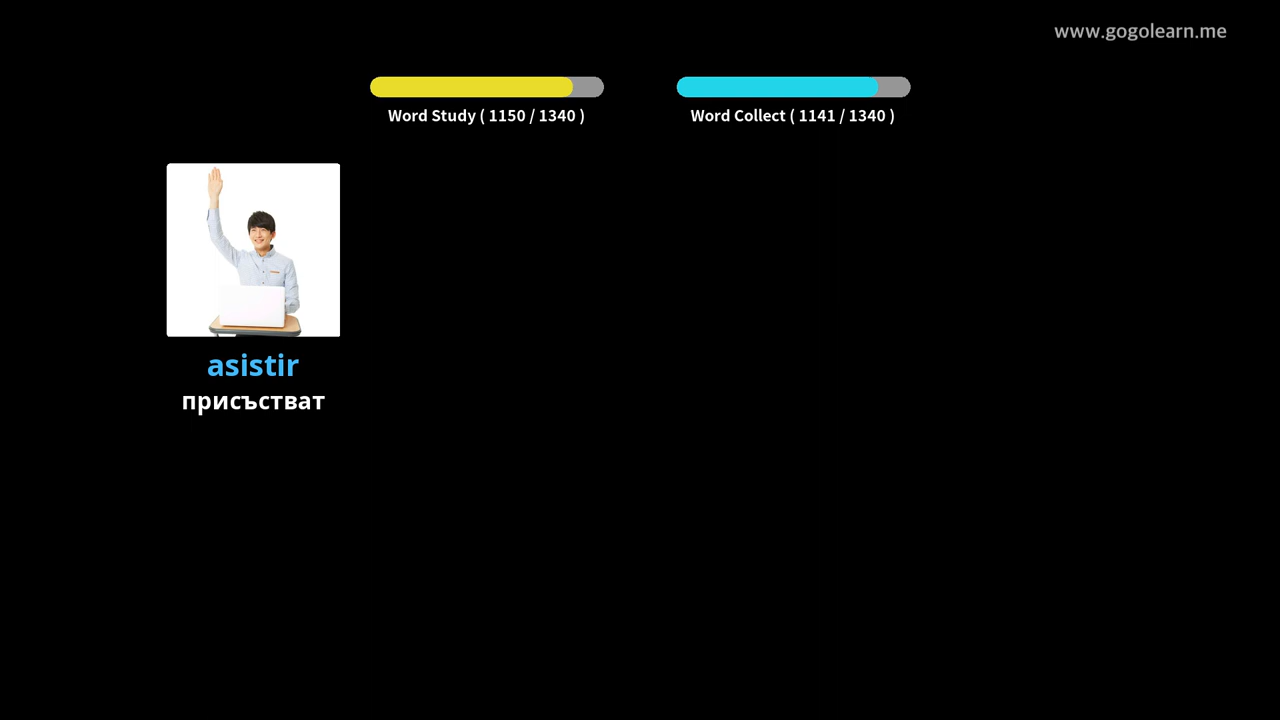 www.gogolearn.me
Word Study ( 1150 / 1340 )
Word Collect ( 1141 / 1340 )
asistir
присъстват